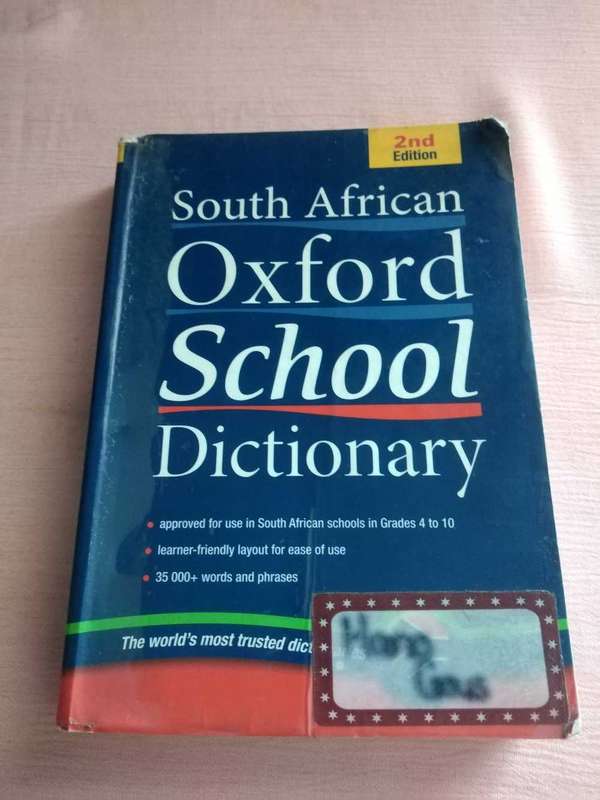 2nd
Edition
South African
Oxford
School
Dictionary
approved for use in South African schools in Grades 4 to 10
learner-friendly layout for ease of use
35 000+ words and phrases
The world's most trusted